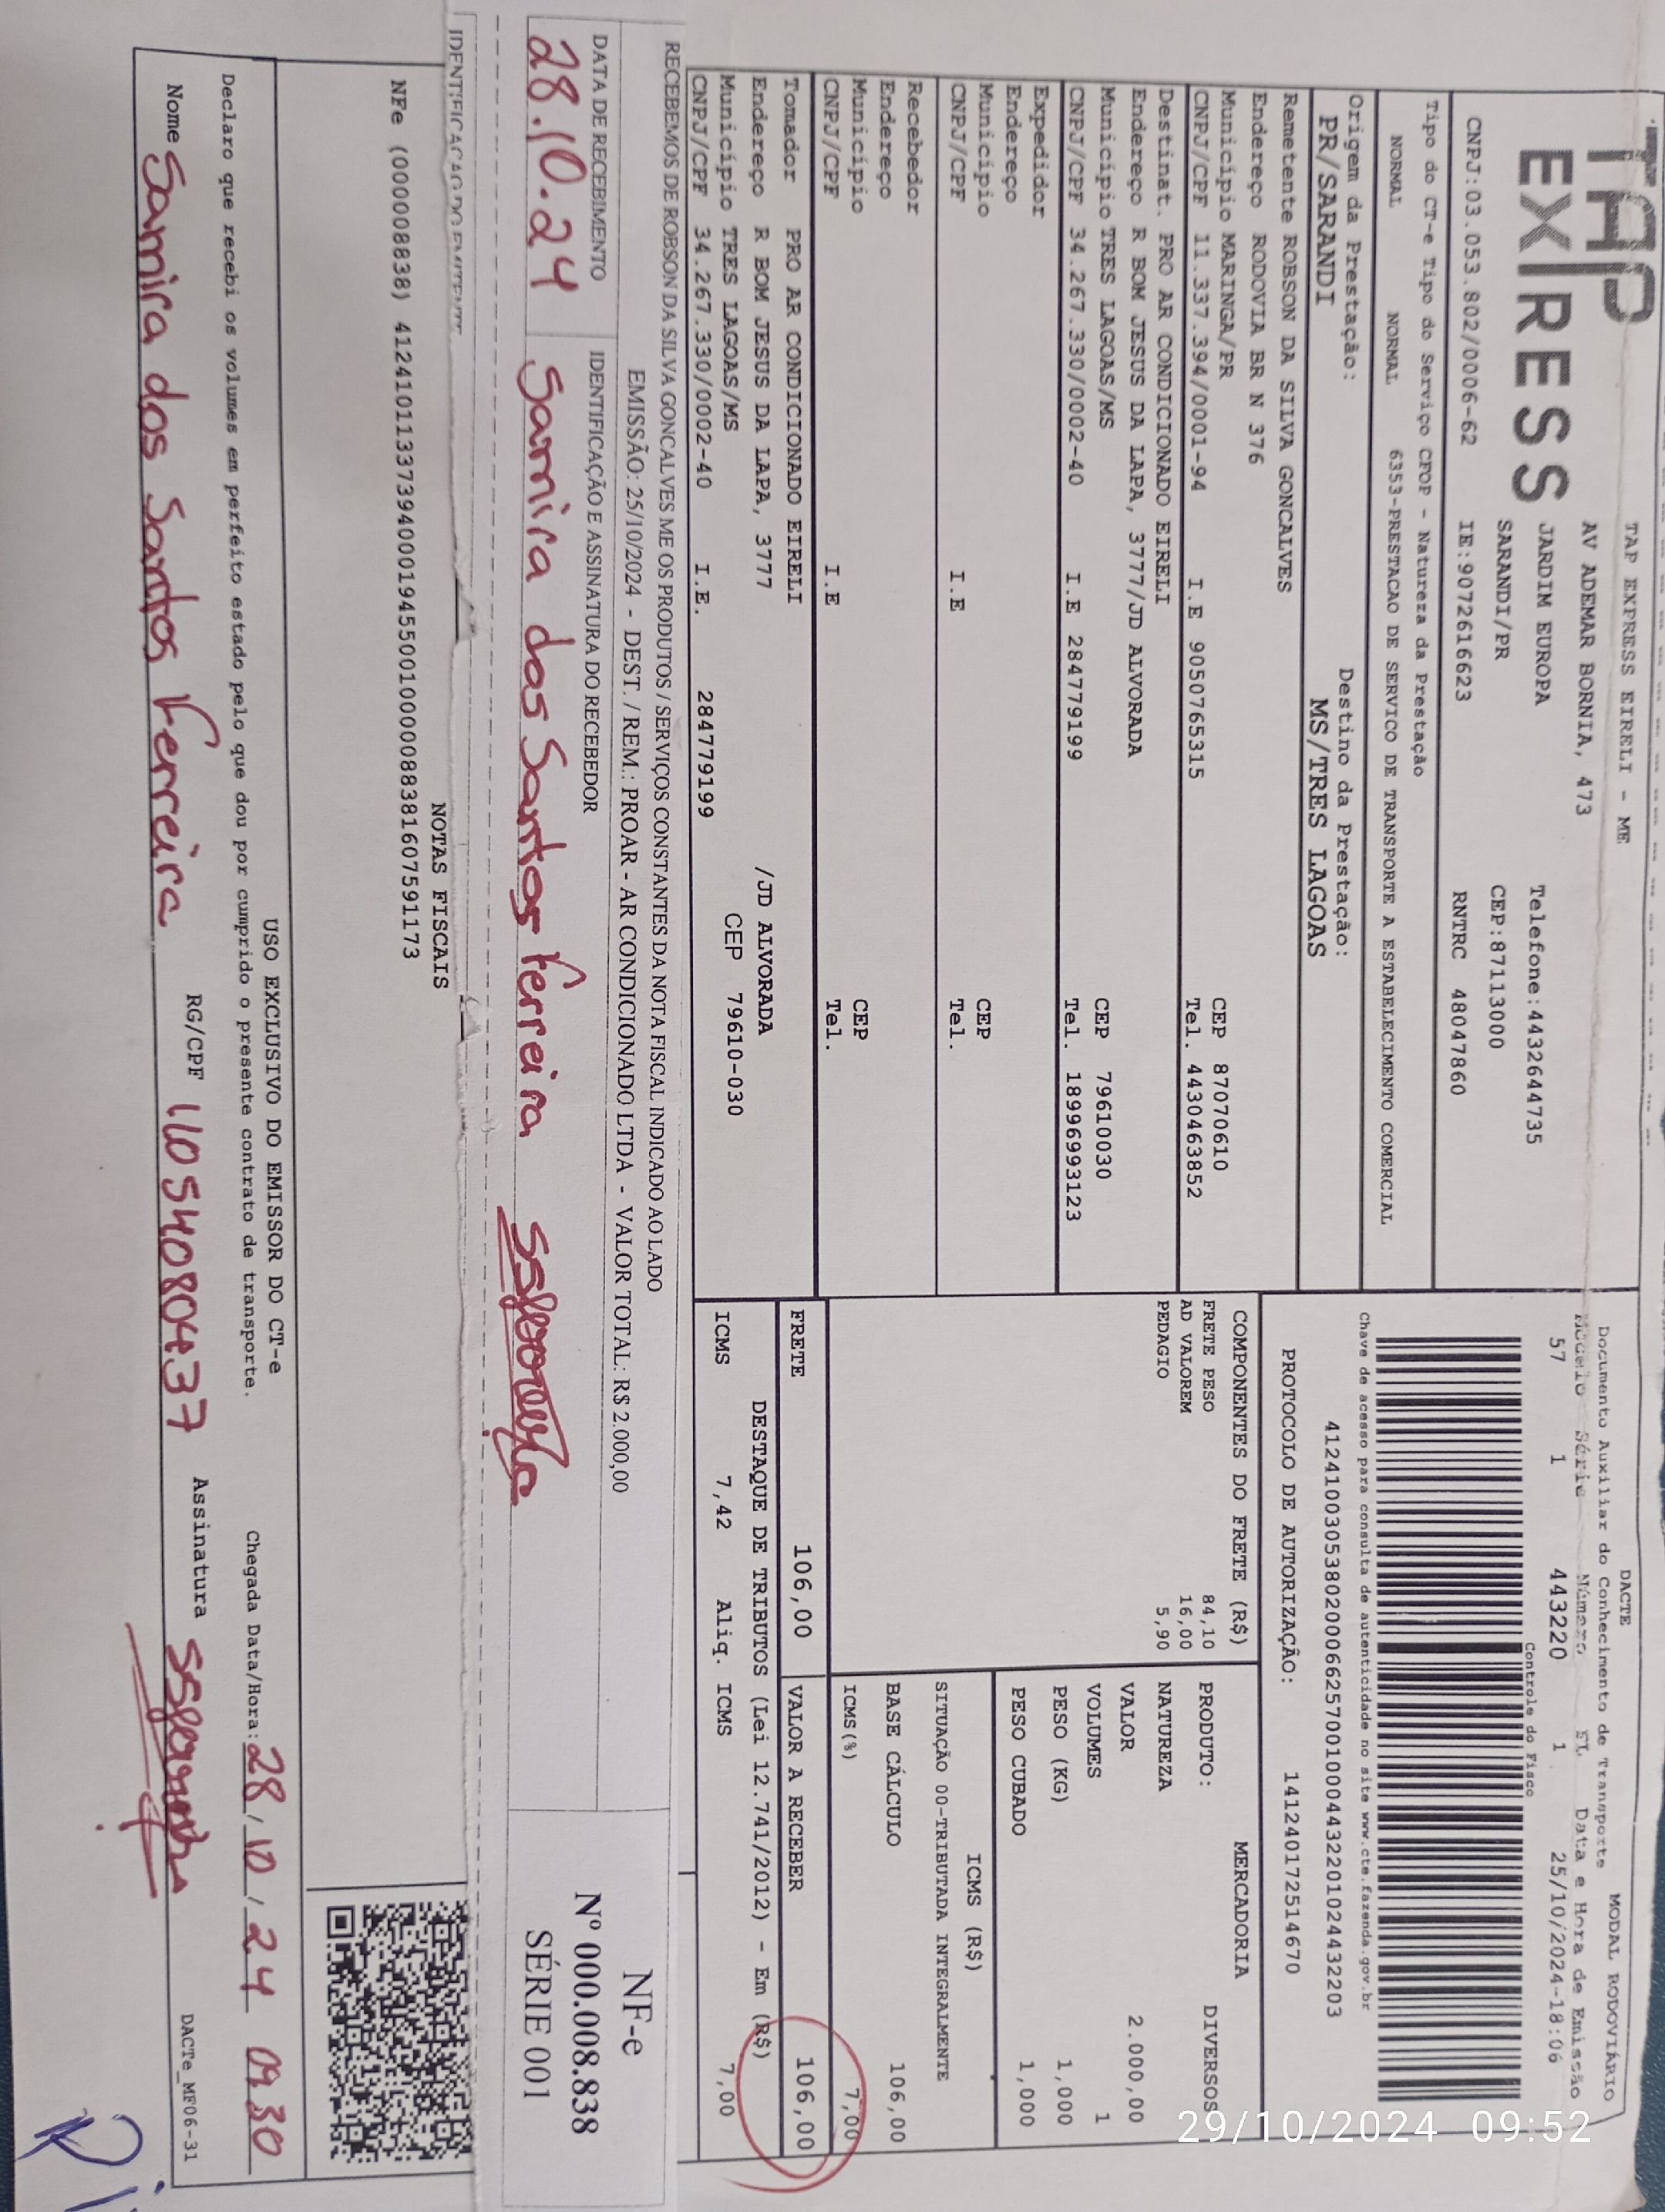 TAP
EXPRESS
TAP EXPRESS EIRELI - ME
AV ADEMAR BORNIA, 473
JARDIM EUROPA
Telefone:4432644735
SARANDI/PR
CEP:87113000
CNPJ:03.053.802/0006-62
IE:9072616623
RNTRC 48047860
DACTE
MODAL RODOVIÁRIO
Documento Auxiliar do Conhecimento de Transporte
Modelo Série Número FL Data e Hora de Emissão
57 1 443220 1 25/10/2024-18:06
Controle do Fisco
Chave de acesso para consulta de autenticidade no site www.cte.fazenda.gov.br
41241003053802000662570010004432201024432203
PROTOCOLO DE AUTORIZAÇÃO: 141240172514670
Tipo do CT-e Tipo do Serviço CFOP - Natureza da Prestação
NORMAL NORMAL 6353-PRESTACAO DE SERVICO DE TRANSPORTE A ESTABELECIMENTO COMERCIAL
Origem da Prestação: Destino da Prestação:
PR/SARANDI MS/TRES LAGOAS
Remetente ROBSON DA SILVA GONCALVES
Endereço RODOVIA BR N 376
Município MARINGA/PR CEP 87070610
CNPJ/CPF 11.337.394/0001-94 I.E 9050765315 Tel. 4430463852
Destinat. PRO AR CONDICIONADO EIRELI
Endereço R BOM JESUS DA LAPA, 3777/JD ALVORADA
Município TRES LAGOAS/MS CEP 79610030
CNPJ/CPF 34.267.330/0002-40 I.E 284779199 Tel. 18996993123
Expedidor
Endereço
Município CEP
CNPJ/CPF I.E Tel.
Recebedor
Endereço
Município CEP
CNPJ/CPF I.E Tel.
Tomador PRO AR CONDICIONADO EIRELI
Endereço R BOM JESUS DA LAPA, 3777 /JD ALVORADA
Município TRES LAGOAS/MS CEP 79610-030
CNPJ/CPF 34.267.330/0002-40 I.E. 284779199
COMPONENTES DO FRETE (R$)
FRETE PESO 84,10
AD VALOREM 16,00
PEDAGIO 5,90
MERCADORIA
PRODUTO: DIVERSOS
NATUREZA
VALOR 2.000,00
VOLUMES 1
PESO (KG) 1,000
PESO CUBADO 1,000
ICMS (R$)
SITUAÇÃO 00-TRIBUTADA INTEGRALMENTE
BASE CÁLCULO 106,00
ICMS(%) 7,00
FRETE 106,00
VALOR A RECEBER 106,00
DESTAQUE DE TRIBUTOS (Lei 12.741/2012) - Em (R$)
ICMS 7,42 Aliq. ICMS 7,00
RECEBEMOS DE ROBSON DA SILVA GONCALVES ME OS PRODUTOS / SERVIÇOS CONSTANTES DA NOTA FISCAL INDICADO AO LADO
EMISSÃO: 25/10/2024 - DEST. / REM.: PROAR - AR CONDICIONADO LTDA - VALOR TOTAL: R$ 2.000,00
DATA DE RECEBIMENTO
IDENTIFICAÇÃO E ASSINATURA DO RECEBEDOR
28.10.24
Samira dos Santos Ferreira
NF-e
Nº 000.008.838
SÉRIE 001
IDENTIFICAÇÃO DO EMITENTE
NOTAS FISCAIS
NFe (000008838) 41241011337394000194550010000088381607591173
USO EXCLUSIVO DO EMISSOR DO CT-e
Declaro que recebi os volumes em perfeito estado pelo que dou por cumprido o presente contrato de transporte.
Chegada Data/Hora: 28/10/24 09 30
Nome Samira dos Santos Ferreira RG/CPF 11054080437 Assinatura
DACTe_MF06-31
29/10/2024 09:52